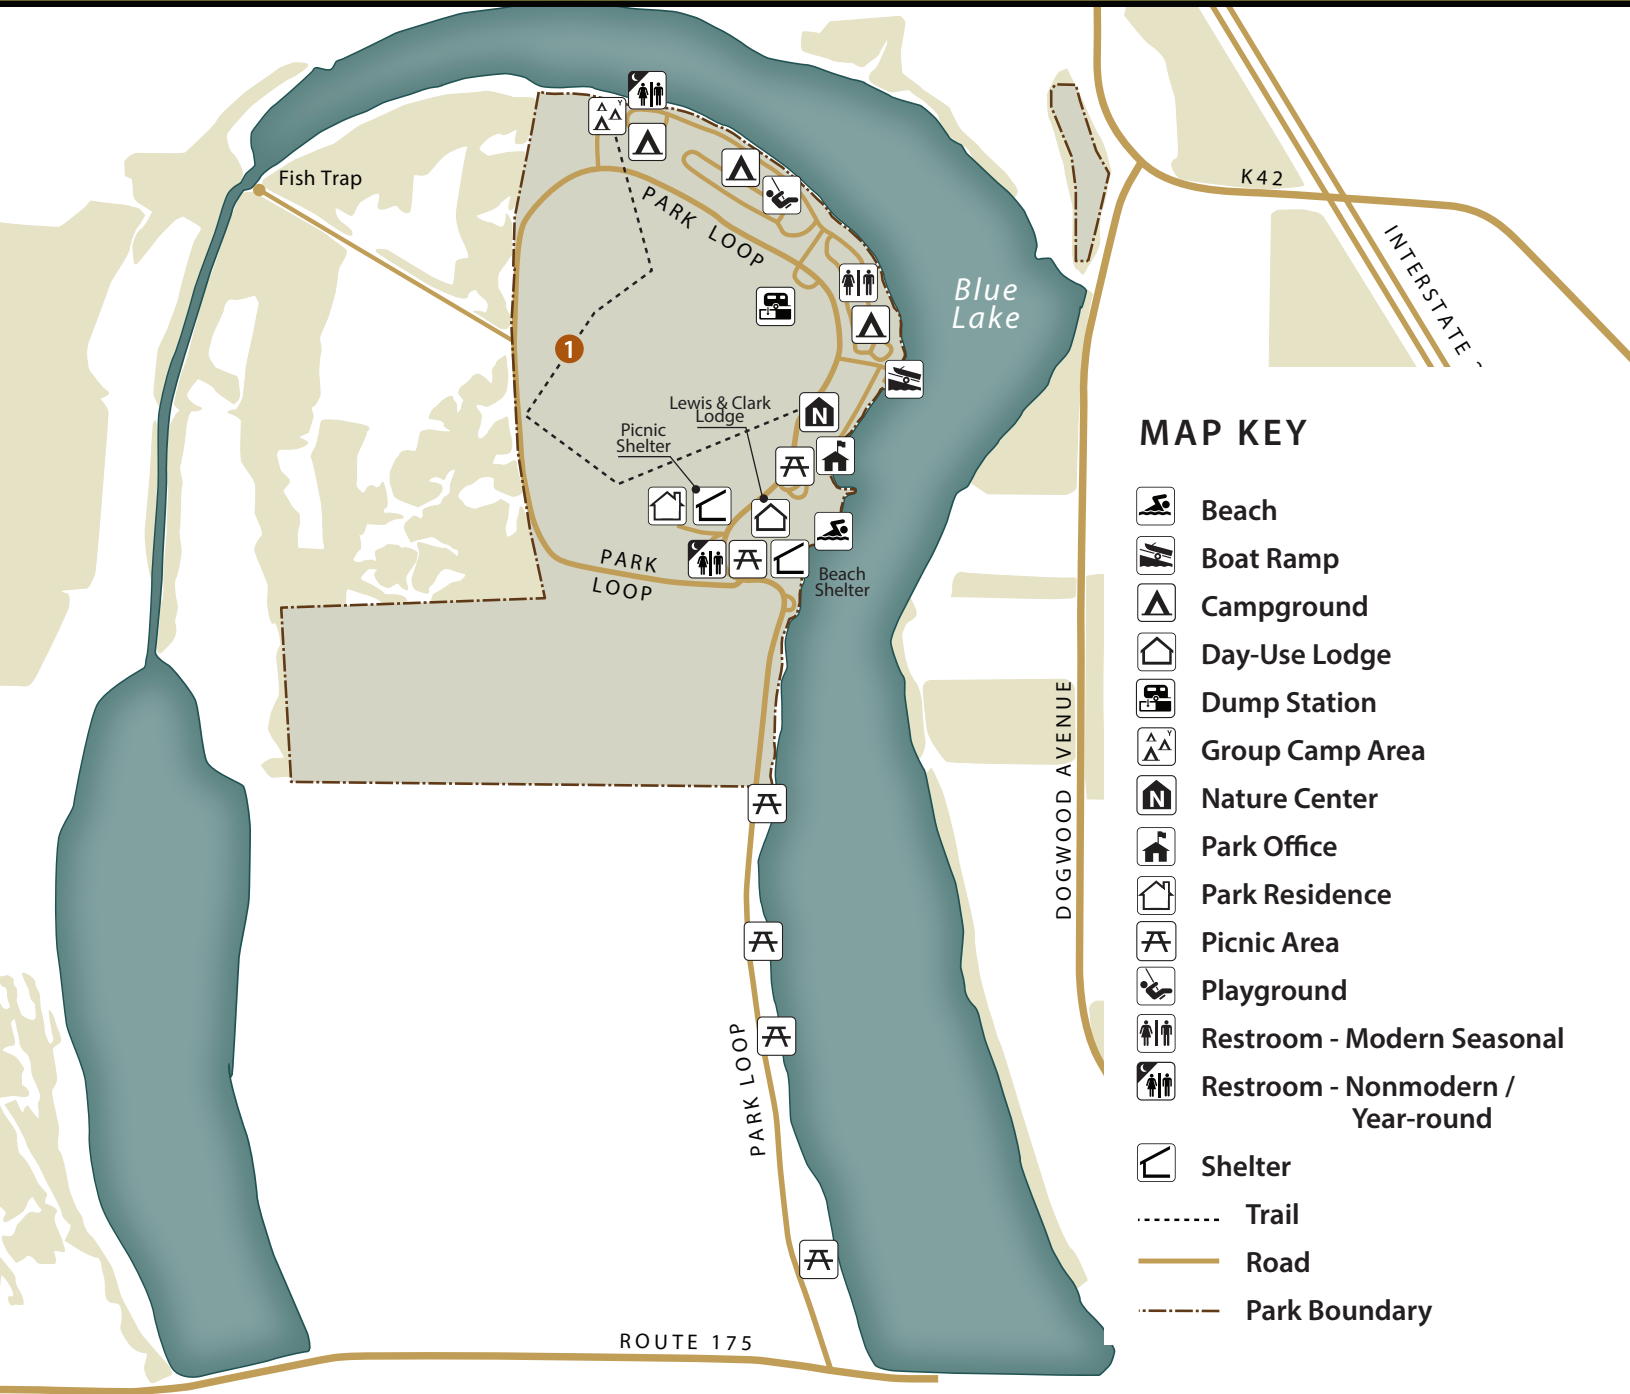 Fish Trap
PARK LOOP
K42
INTERSTATE
Blue
Lake
1
Lewis & Clark
Lodge
Picnic
Shelter
N
PARK
LOOP
Beach
Shelter
DOGWOOD AVENUE
PARK LOOP
ROUTE 175
MAP KEY
Beach
Boat Ramp
Campground
Day-Use Lodge
Dump Station
Y
Group Camp Area
N
Nature Center
Park Office
Park Residence
Picnic Area
Playground
Restroom - Modern Seasonal
Restroom - Nonmodern /
Year-round
Shelter
Trail
Road
Park Boundary